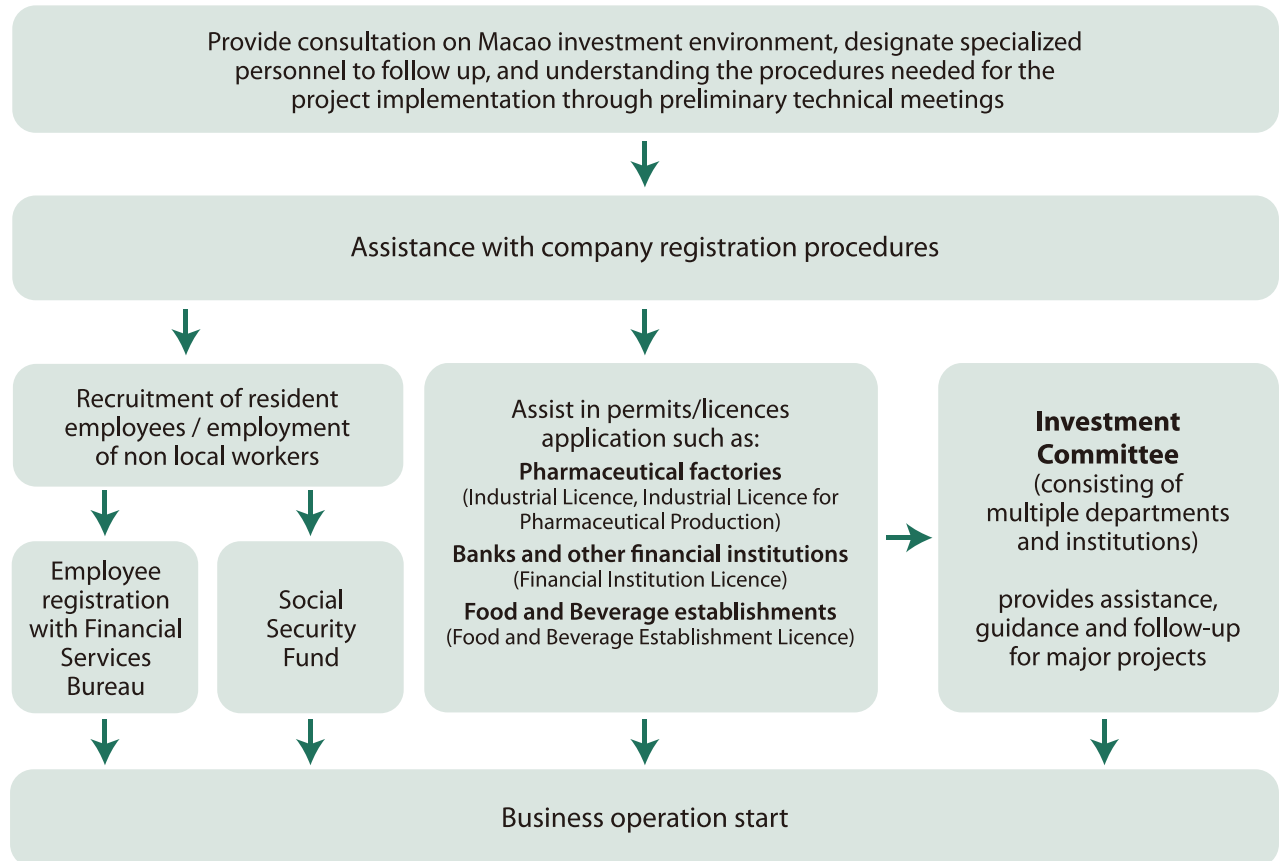 Provide consultation on Macao investment environment, designate specialized
personnel to follow up, and understanding the procedures needed for the
project implementation through preliminary technical meetings
Assistance with company registration procedures
Recruitment of resident
employees / employment
of non local workers
Employee
registration
with Financial
Services
Bureau
Social
Security
Fund
Assist in permits/licences
application such as:
Pharmaceutical factories
(Industrial Licence, Industrial Licence for
Pharmaceutical Production)
Banks and other financial institutions
(Financial Institution Licence)
Food and Beverage establishments
(Food and Beverage Establishment Licence)
Investment
Committee
(consisting of
multiple departments
and institutions)
provides assistance,
guidance and follow-up
for major projects
Business operation start